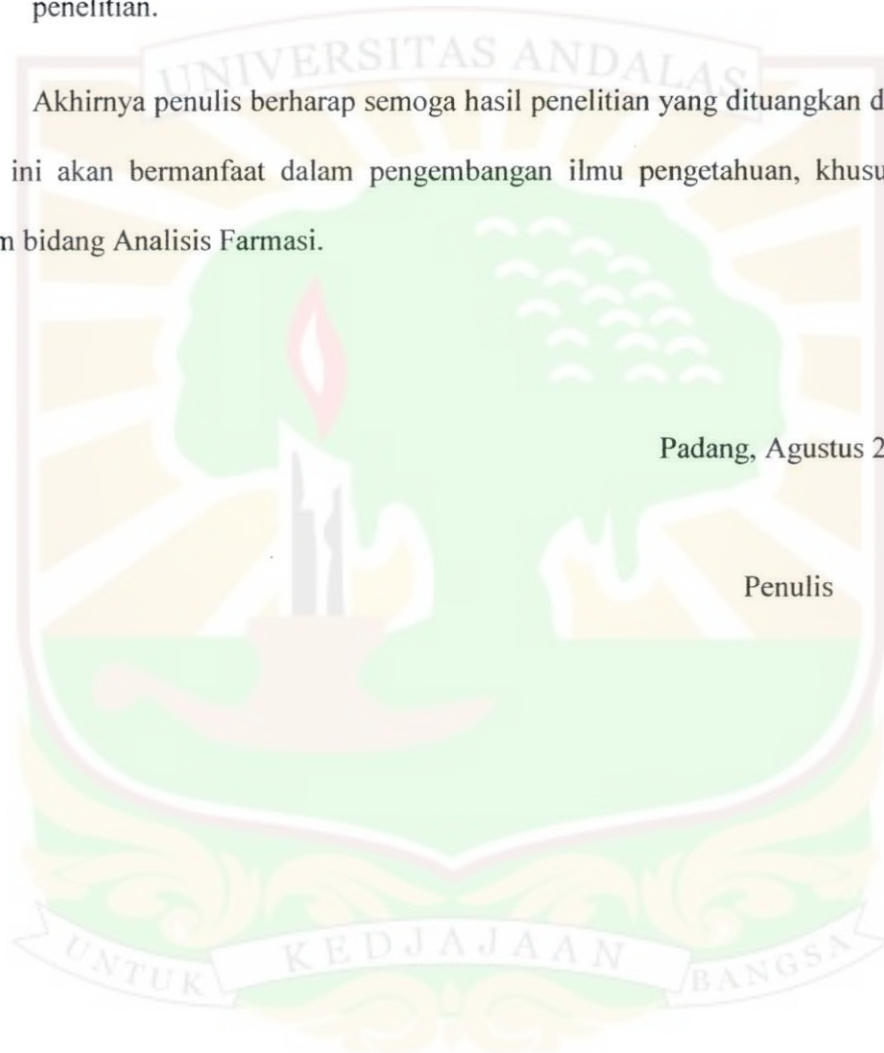 penelitian.
UNIVERSITAS ANDALAS
Akhirnya penulis berharap semoga hasil penelitian yang dituangkan d
ini akan bermanfaat dalam pengembangan ilmu pengetahuan, khusu
m bidang Analisis Farmasi.
Padang, Agustus 2
Penulis
UNTUK KEDJAJAAN BANGSA